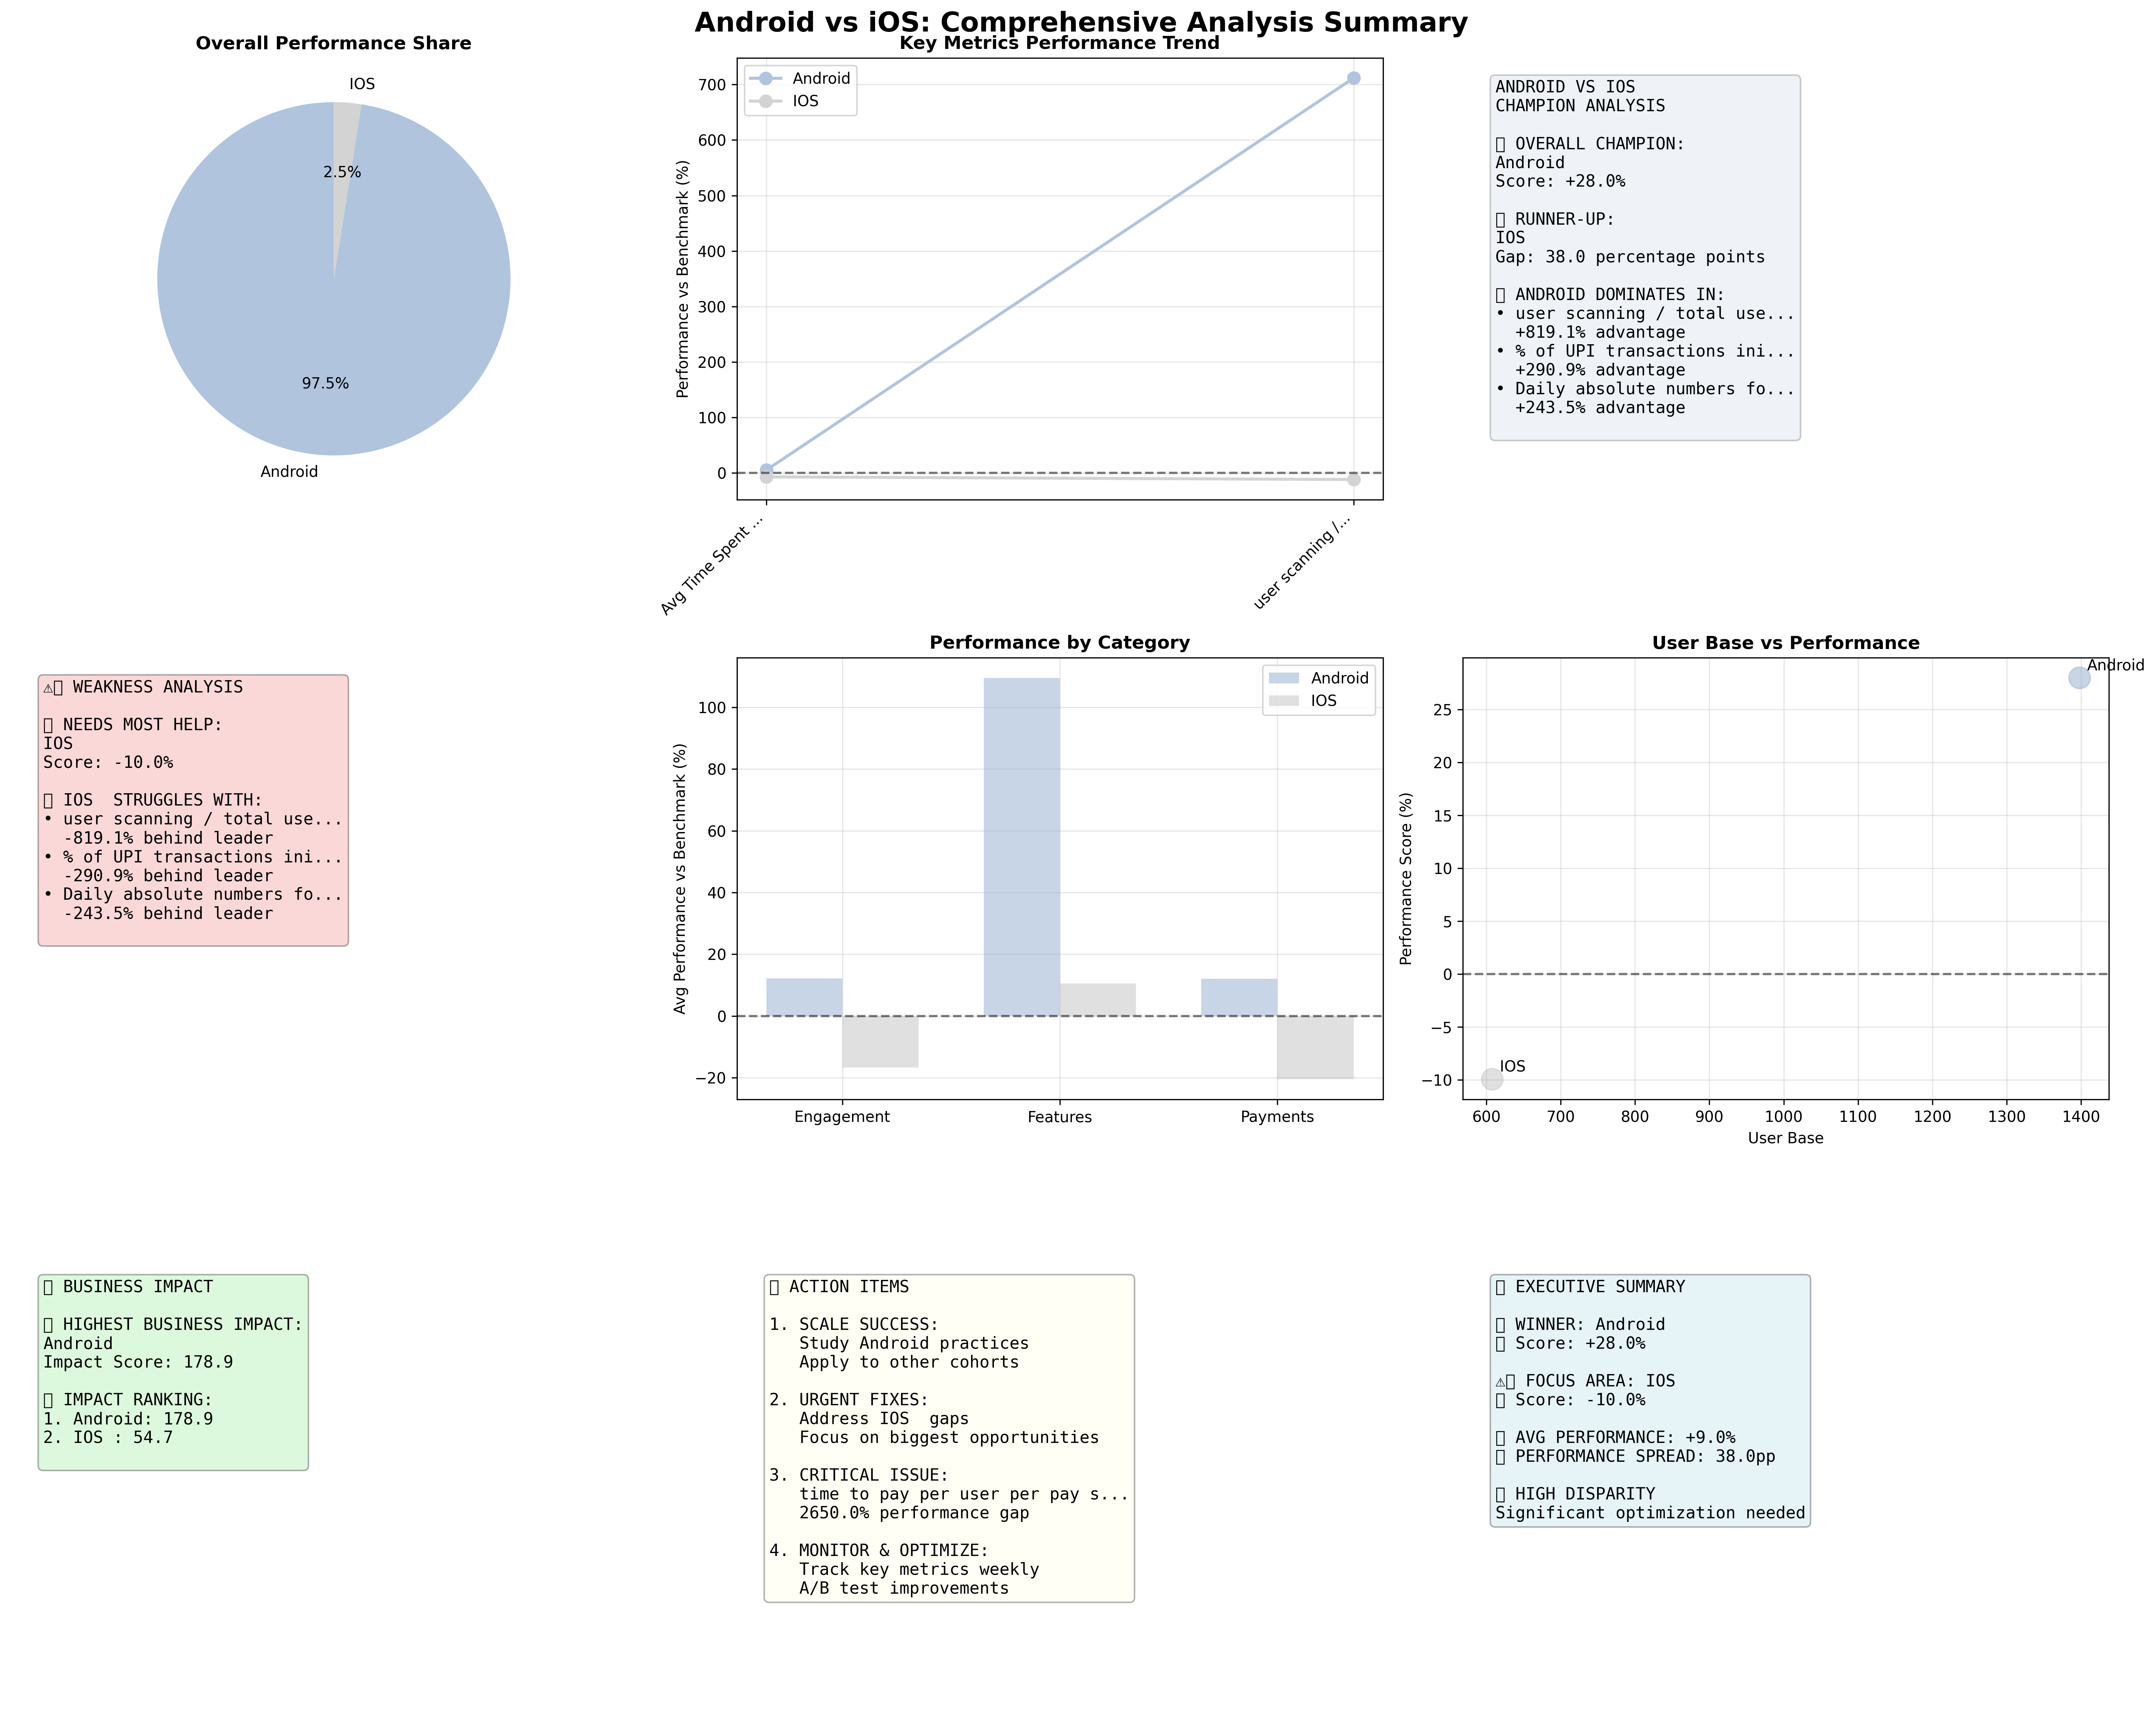 Android vs iOS: Comprehensive Analysis Summary
Overall Performance Share
IOS
2.5%
97.5%
Android
Key Metrics Performance Trend
Android
IOS
Performance vs Benchmark (%)
700
600
500
400
300
200
100
0
Avg Time Spent ...
user scanning /...
ANDROID VS IOS
CHAMPION ANALYSIS
OVERALL CHAMPION:
Android
Score: +28.0%
RUNNER-UP:
IOS
Gap: 38.0 percentage points
ANDROID DOMINATES IN:
• user scanning / total use...
+819.1% advantage
• % of UPI transactions ini...
+290.9% advantage
• Daily absolute numbers fo...
+243.5% advantage
⚠ WEAKNESS ANALYSIS
NEEDS MOST HELP:
IOS
Score: -10.0%
IOS  STRUGGLES WITH:
• user scanning / total use...
-819.1% behind leader
• % of UPI transactions ini...
-290.9% behind leader
• Daily absolute numbers fo...
-243.5% behind leader
Performance by Category
Android
IOS
Avg Performance vs Benchmark (%)
100
80
60
40
20
0
−20
Engagement Features Payments
User Base vs Performance
Android
IOS
Performance Score (%)
25
20
15
10
5
0
−5
−10
600 700 800 900 1000 1100 1200 1300 1400
User Base
BUSINESS IMPACT
HIGHEST BUSINESS IMPACT:
Android
Impact Score: 178.9
IMPACT RANKING:
1. Android: 178.9
2. IOS : 54.7
ACTION ITEMS
1. SCALE SUCCESS:
Study Android practices
Apply to other cohorts
2. URGENT FIXES:
Address IOS  gaps
Focus on biggest opportunities
3. CRITICAL ISSUE:
time to pay per user per pay s...
2650.0% performance gap
4. MONITOR & OPTIMIZE:
Track key metrics weekly
A/B test improvements
EXECUTIVE SUMMARY
WINNER: Android
Score: +28.0%
⚠ FOCUS AREA: IOS
Score: -10.0%
AVG PERFORMANCE: +9.0%
PERFORMANCE SPREAD: 38.0pp
HIGH DISPARITY
Significant optimization needed